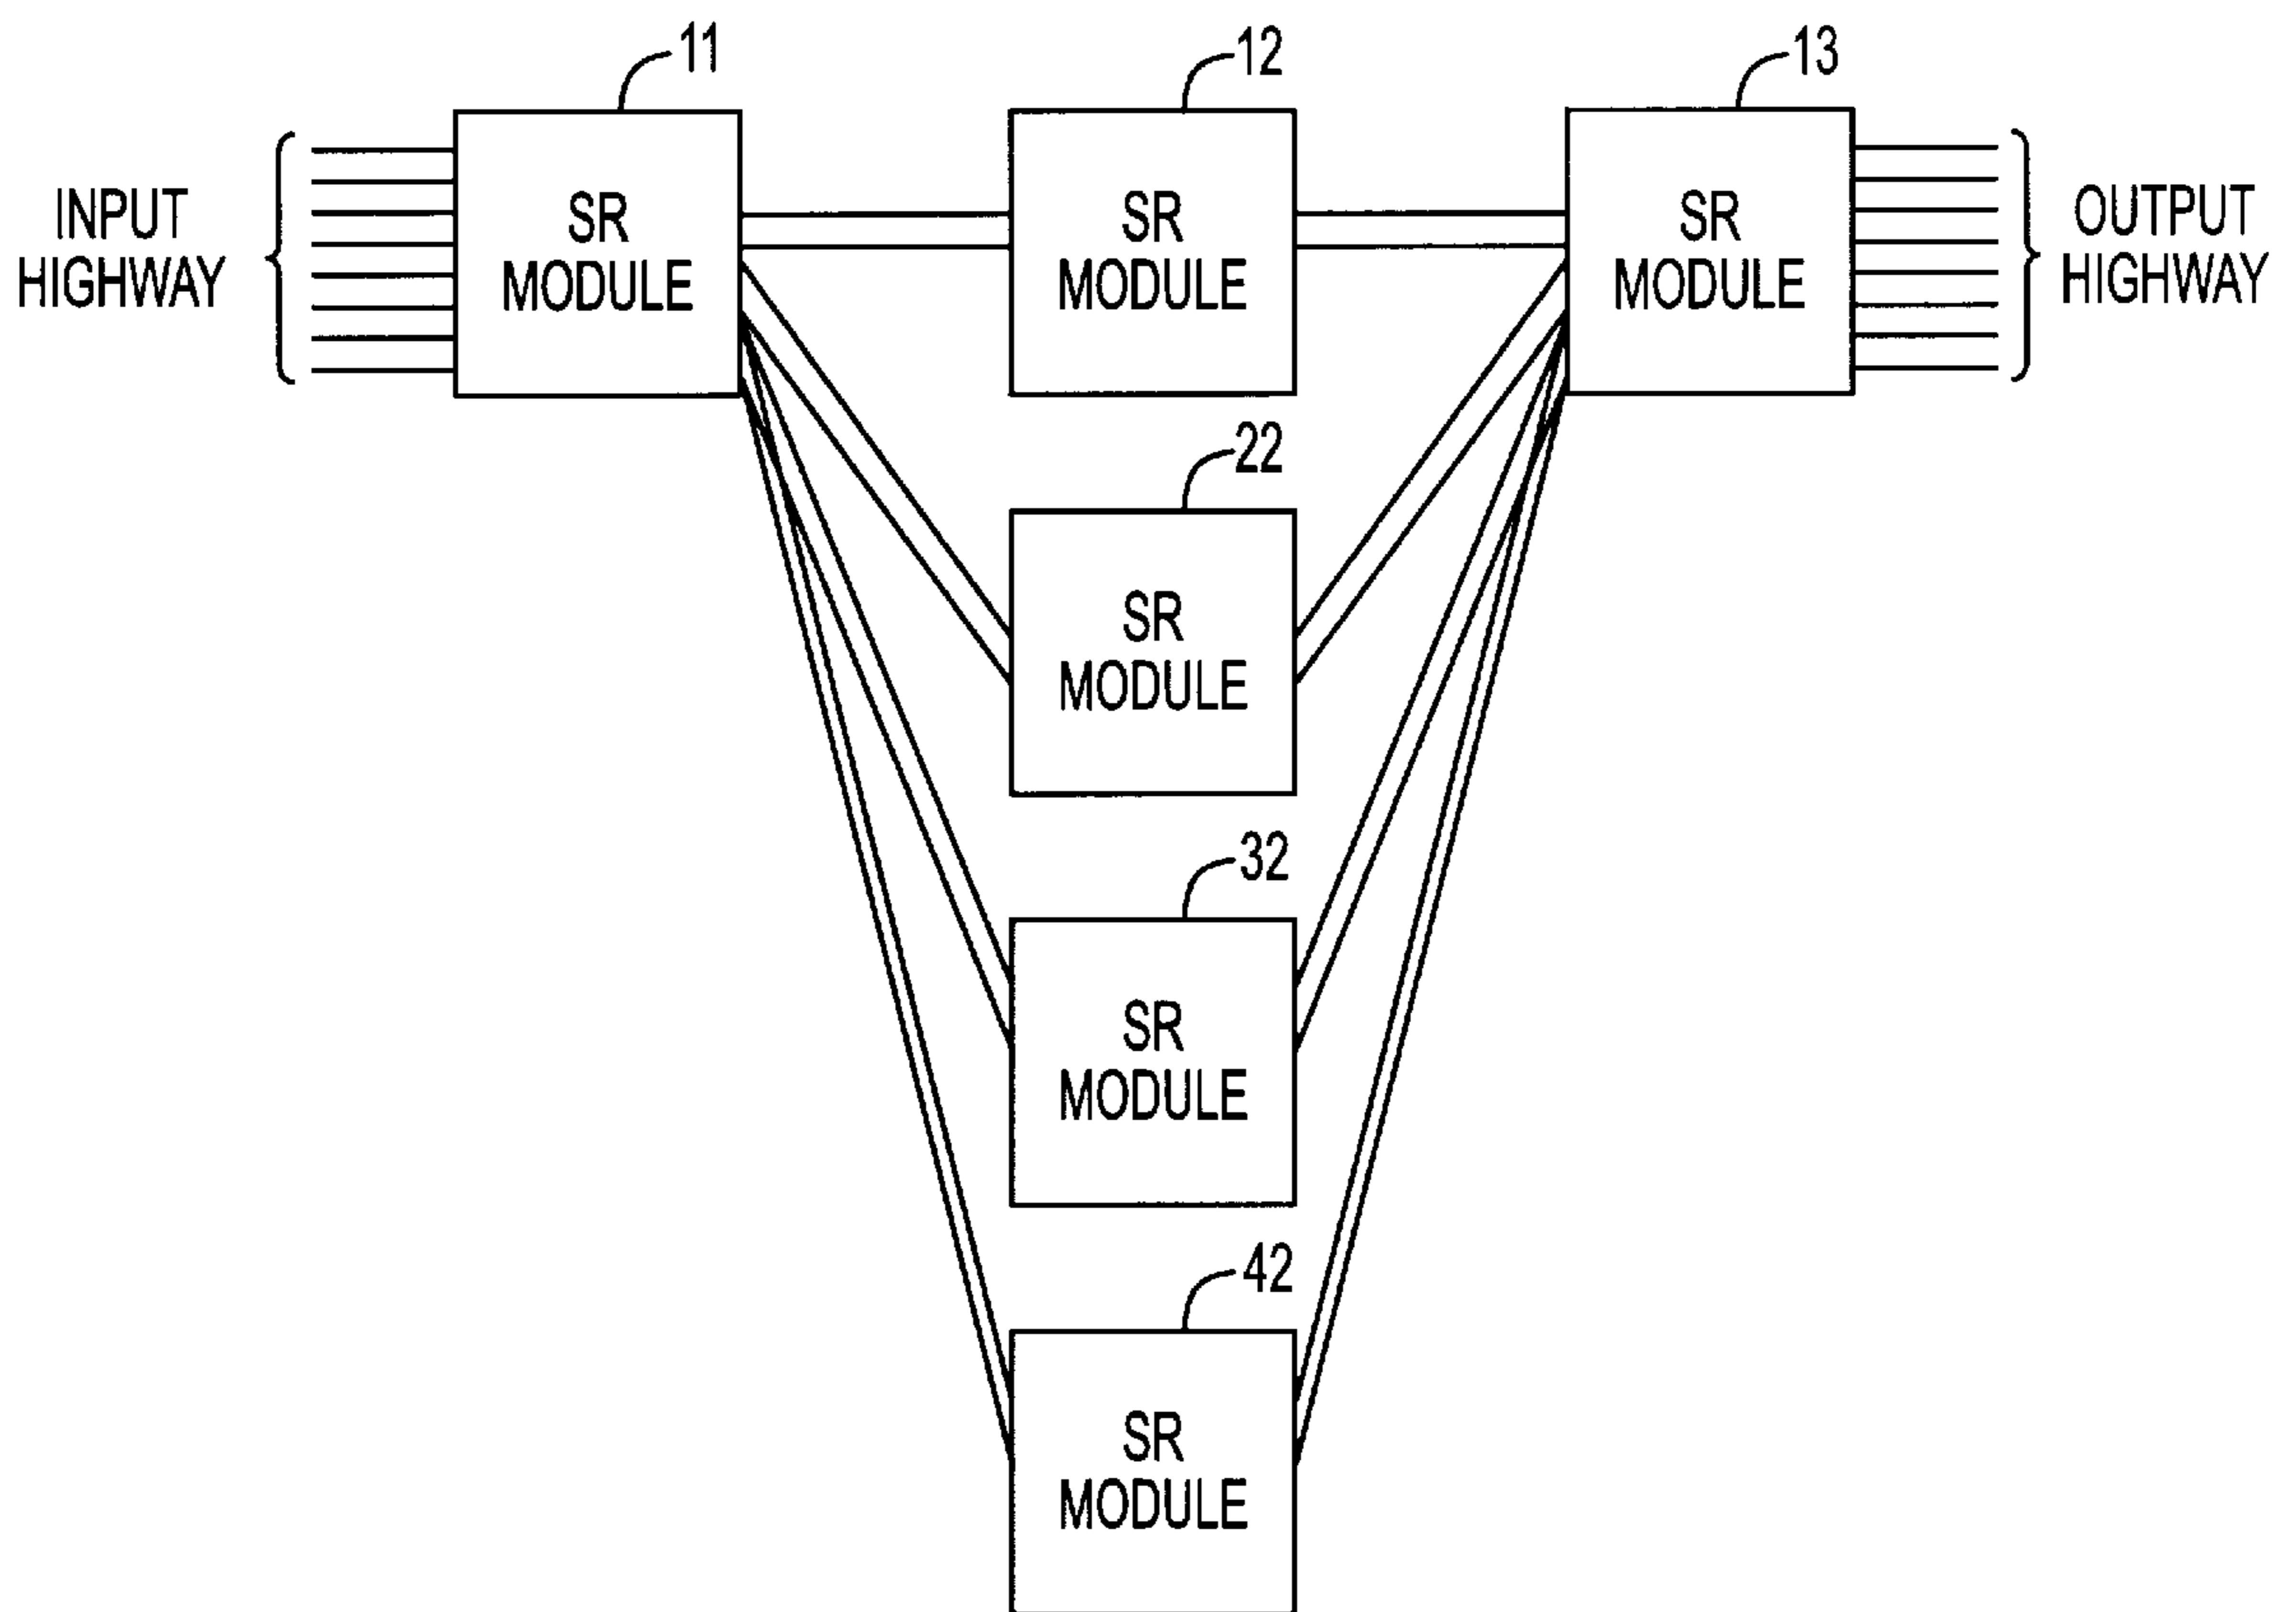 11
12
13
INPUT
HIGHWAY
SR
MODULE
SR
MODULE
SR
MODULE
OUTPUT
HIGHWAY
22
SR
MODULE
32
SR
MODULE
42
SR
MODULE